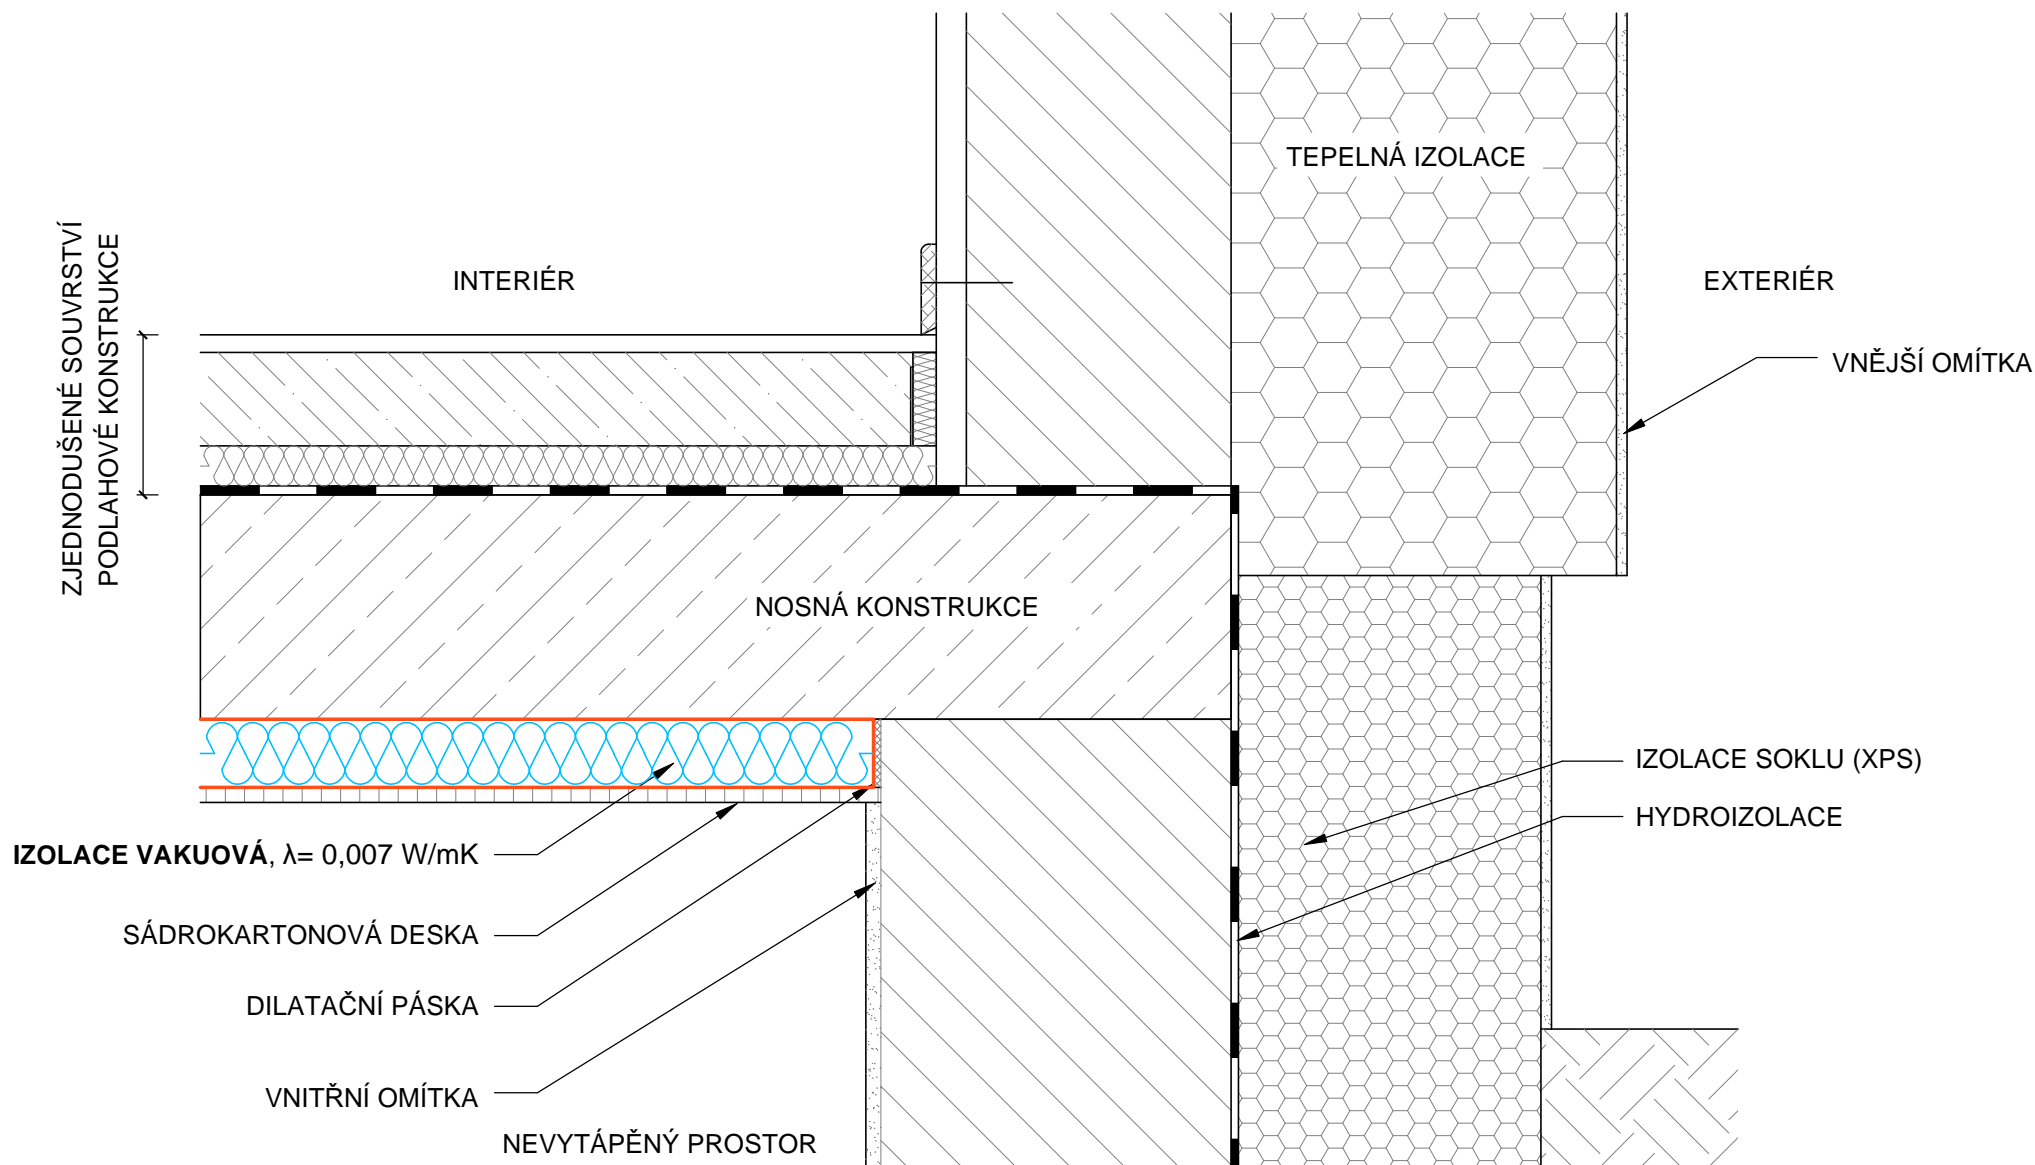 TEPELNÁ IZOLACE
ZJEDNODUŠENÉ SOUVRSTVÍ
PODLAHOVÉ KONSTRUKCE
INTERIÉR
EXTERIÉR
VNĚJŠÍ OMÍTKA
NOSNÁ KONSTRUKCE
IZOLACE SOKLU (XPS)
HYDROIZOLACE
IZOLACE VAKUOVÁ, λ= 0,007 W/mK
SÁDROKARTONOVÁ DESKA
DILATAČNÍ PÁSKA
VNITŘNÍ OMÍTKA
NEVYTÁPĚNÝ PROSTOR